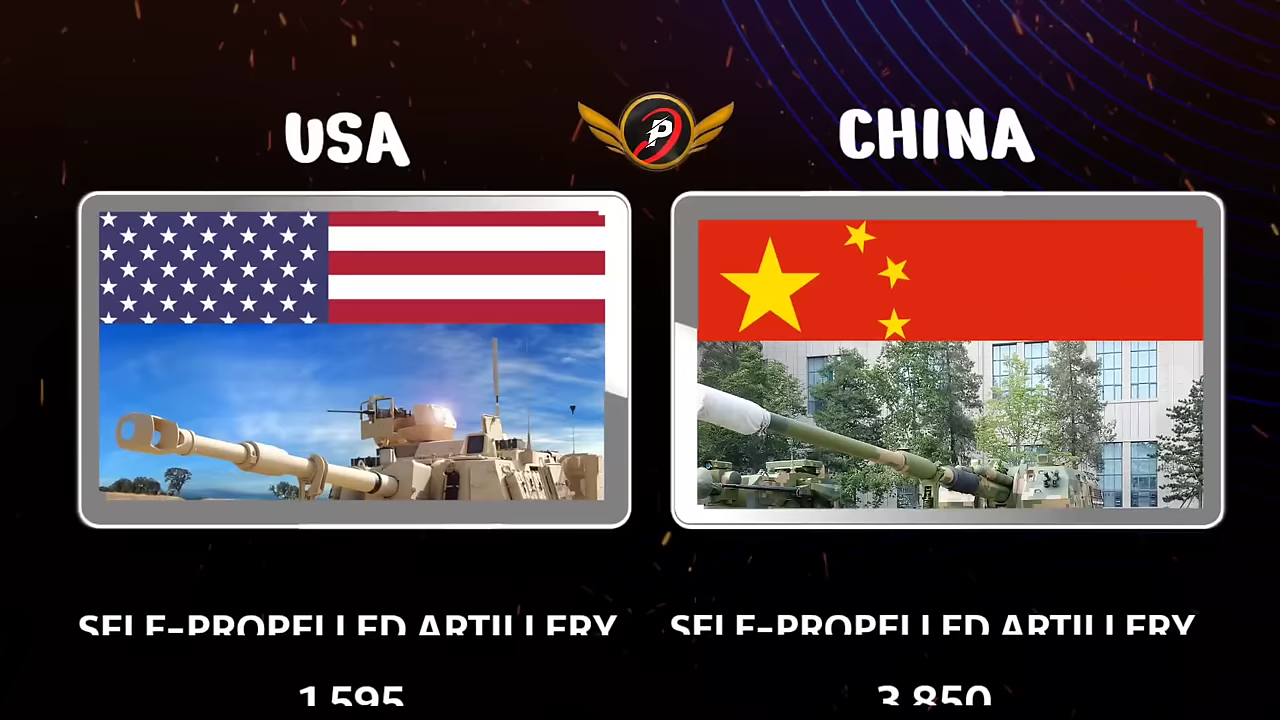 USA
CHINA
P
SELF-PROPELLED ARTILLERY
SELF-PROPELLED ARTILLERY
1,595
3,850